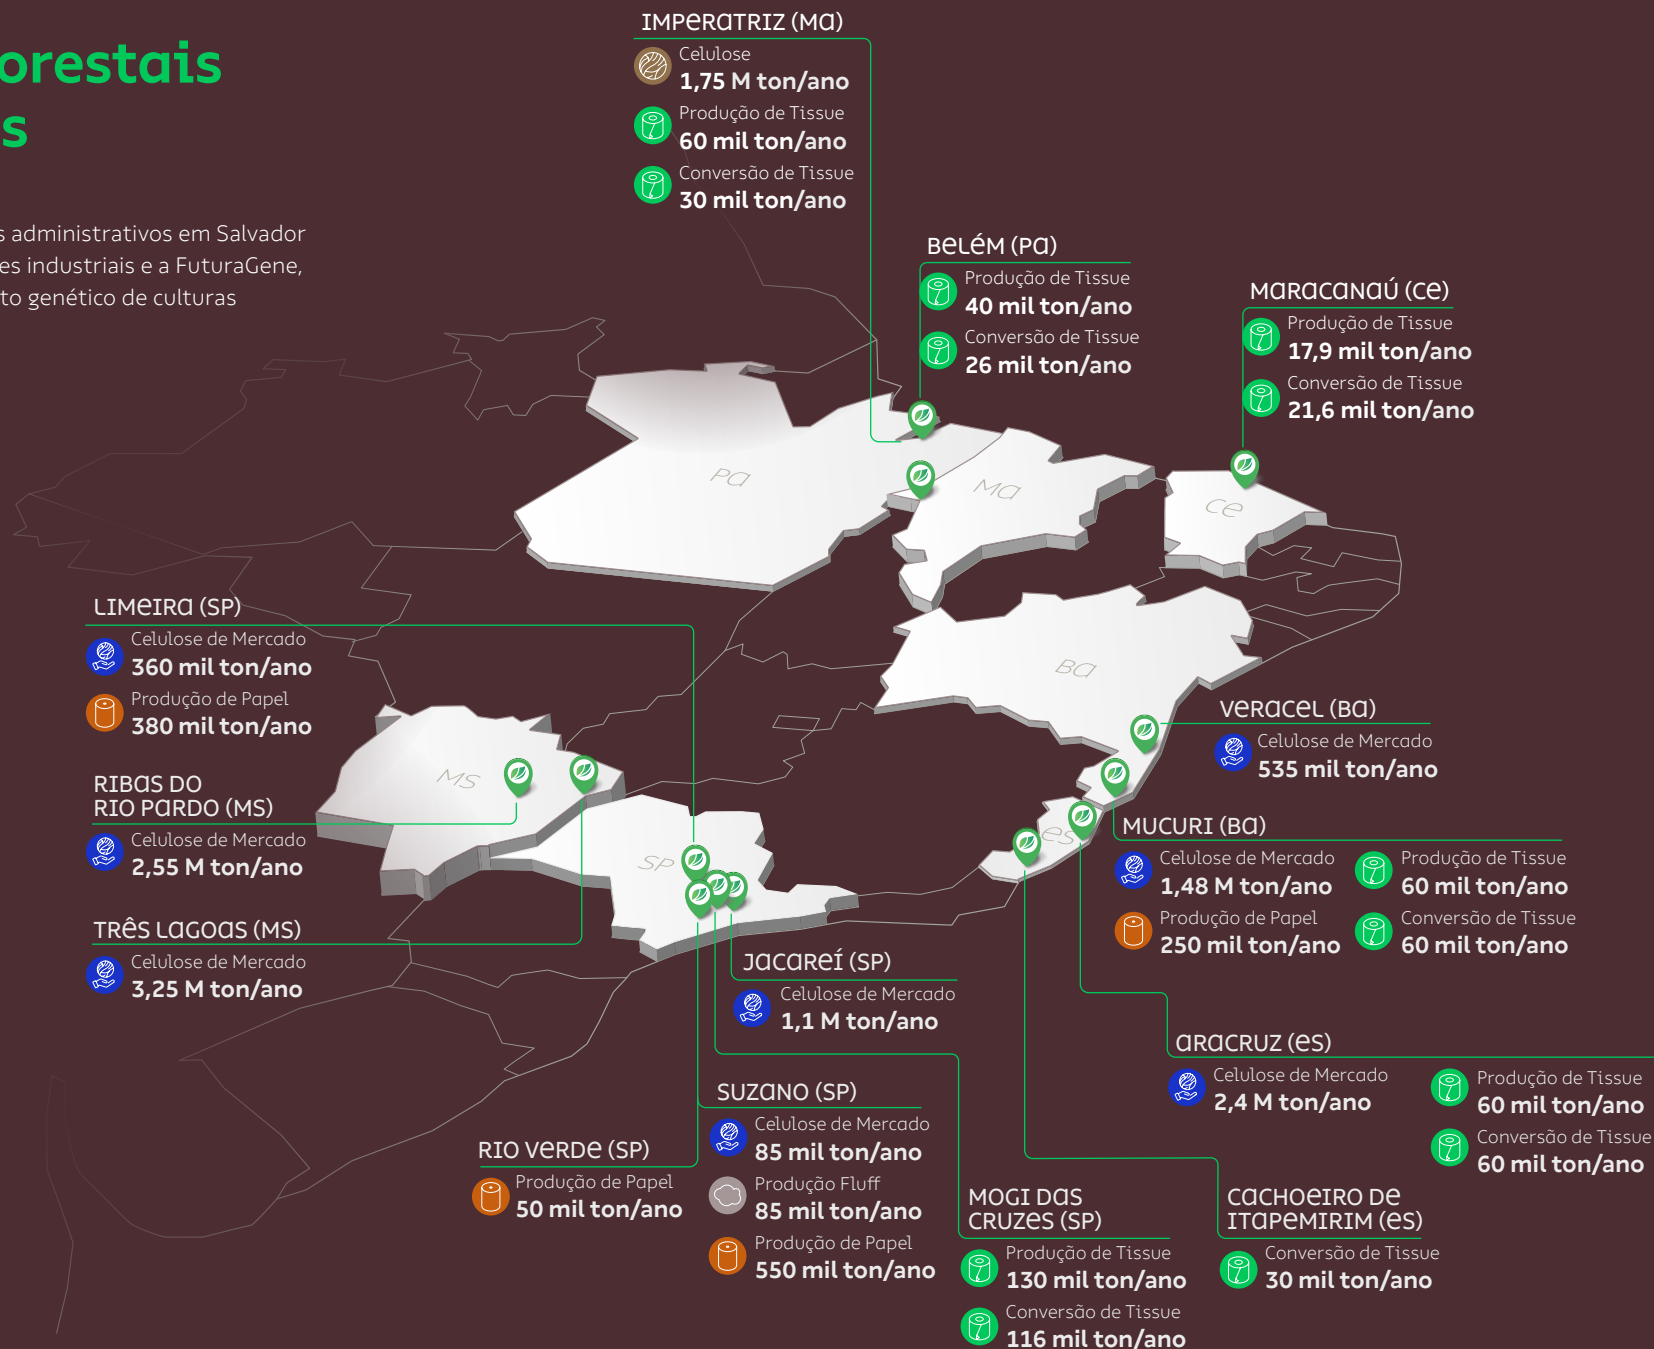 orestais
s
s administrativos em Salvador
es industriais e a FuturaGene,
to genético de culturas
IMPERATRIZ (MA)
Celulose
1,75 M ton/ano
Produção de Tissue
60 mil ton/ano
Conversão de Tissue
30 mil ton/ano
BELÉM (PA)
Produção de Tissue
40 mil ton/ano
Conversão de Tissue
26 mil ton/ano
MARACANAÚ (CE)
Produção de Tissue
17,9 mil ton/ano
Conversão de Tissue
21,6 mil ton/ano
PA
MA
CE
BA
MS
SP
ES
LIMEIRA (SP)
Celulose de Mercado
360 mil ton/ano
Produção de Papel
380 mil ton/ano
RIBAS DO
RIO PARDO (MS)
Celulose de Mercado
2,55 M ton/ano
TRÊS LAGOAS (MS)
Celulose de Mercado
3,25 M ton/ano
VERACEL (BA)
Celulose de Mercado
535 mil ton/ano
MUCURI (BA)
Celulose de Mercado
1,48 M ton/ano
Produção de Papel
250 mil ton/ano
Produção de Tissue
60 mil ton/ano
Conversão de Tissue
60 mil ton/ano
JACAREÍ (SP)
Celulose de Mercado
1,1 M ton/ano
ARACRUZ (ES)
Celulose de Mercado
2,4 M ton/ano
Produção de Tissue
60 mil ton/ano
Conversão de Tissue
60 mil ton/ano
SUZANO (SP)
Celulose de Mercado
85 mil ton/ano
Produção Fluff
85 mil ton/ano
Produção de Papel
550 mil ton/ano
RIO VERDE (SP)
Produção de Papel
50 mil ton/ano
MOGI DAS
CRUZES (SP)
Produção de Tissue
130 mil ton/ano
Conversão de Tissue
116 mil ton/ano
CACHOEIRO DE
ITAPEMIRIM (ES)
Conversão de Tissue
30 mil ton/ano